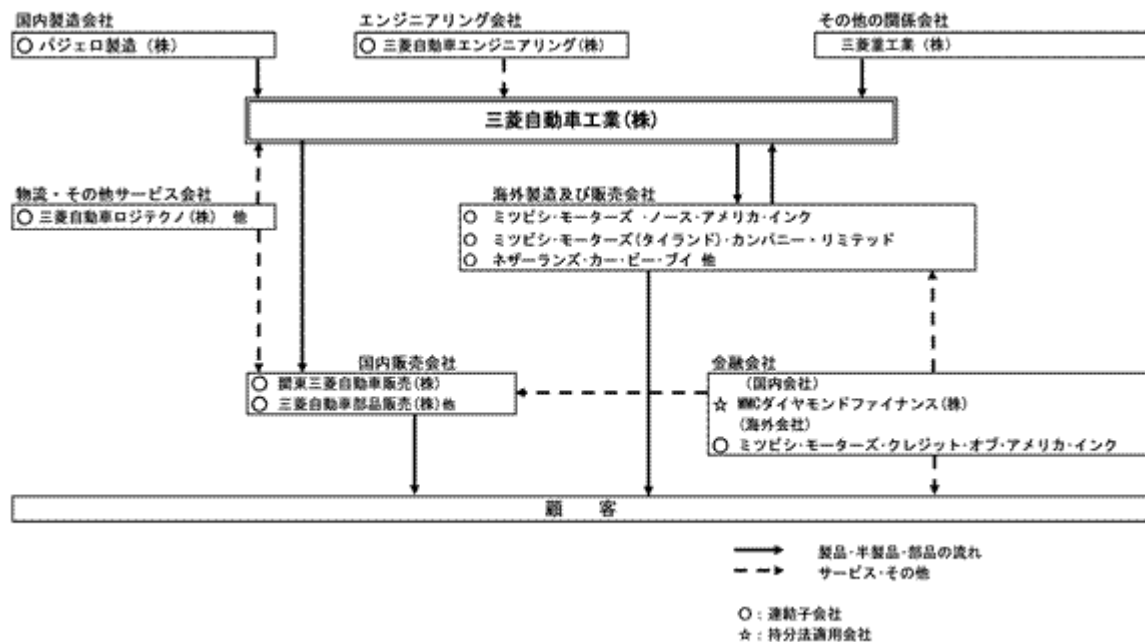 国内製造会社
○ パジェロ製造 (株)
エンジニアリング会社
○ 三菱自動車エンジニアリング(株)
その他の関係会社
三菱重工業 (株)
三菱自動車工業(株)
物流・その他サービス会社
○ 三菱自動車ロジテクノ(株) 他
海外製造及び販売会社
○ ミツビシ・モーターズ ・ノース・アメリカ・インク
○ ミツビシ・モーターズ(タイランド)・カンパニー・リミテッド
○ ネザーランズ・カー・ビー・ブイ 他
国内販売会社
○ 関東三菱自動車販売(株)
○ 三菱自動車部品販売(株)他
金融会社
(国内会社)
☆ MMCダイヤモンドファイナンス(株)
(海外会社)
○ ミツビシ・モーターズ・クレジット・オブ・アメリカ・インク
顧 客
製品・半製品・部品の流れ
サービス・その他
○：連結子会社
☆：持分法適用会社